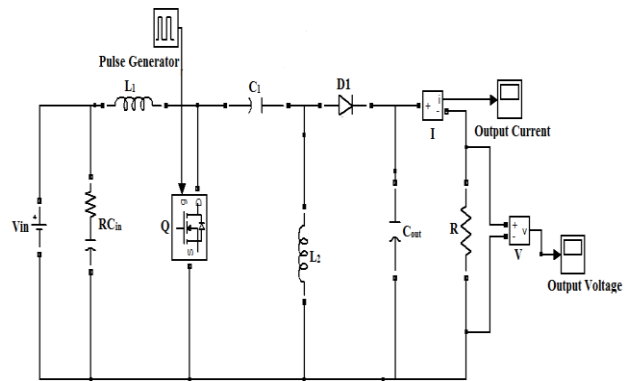 Pulse Generator
L1
C1
D1
+
i
-
I
Output Current
Vin
+
RCin
Q
g
S
L2
Cout
R
+
-
v
V
Output Voltage